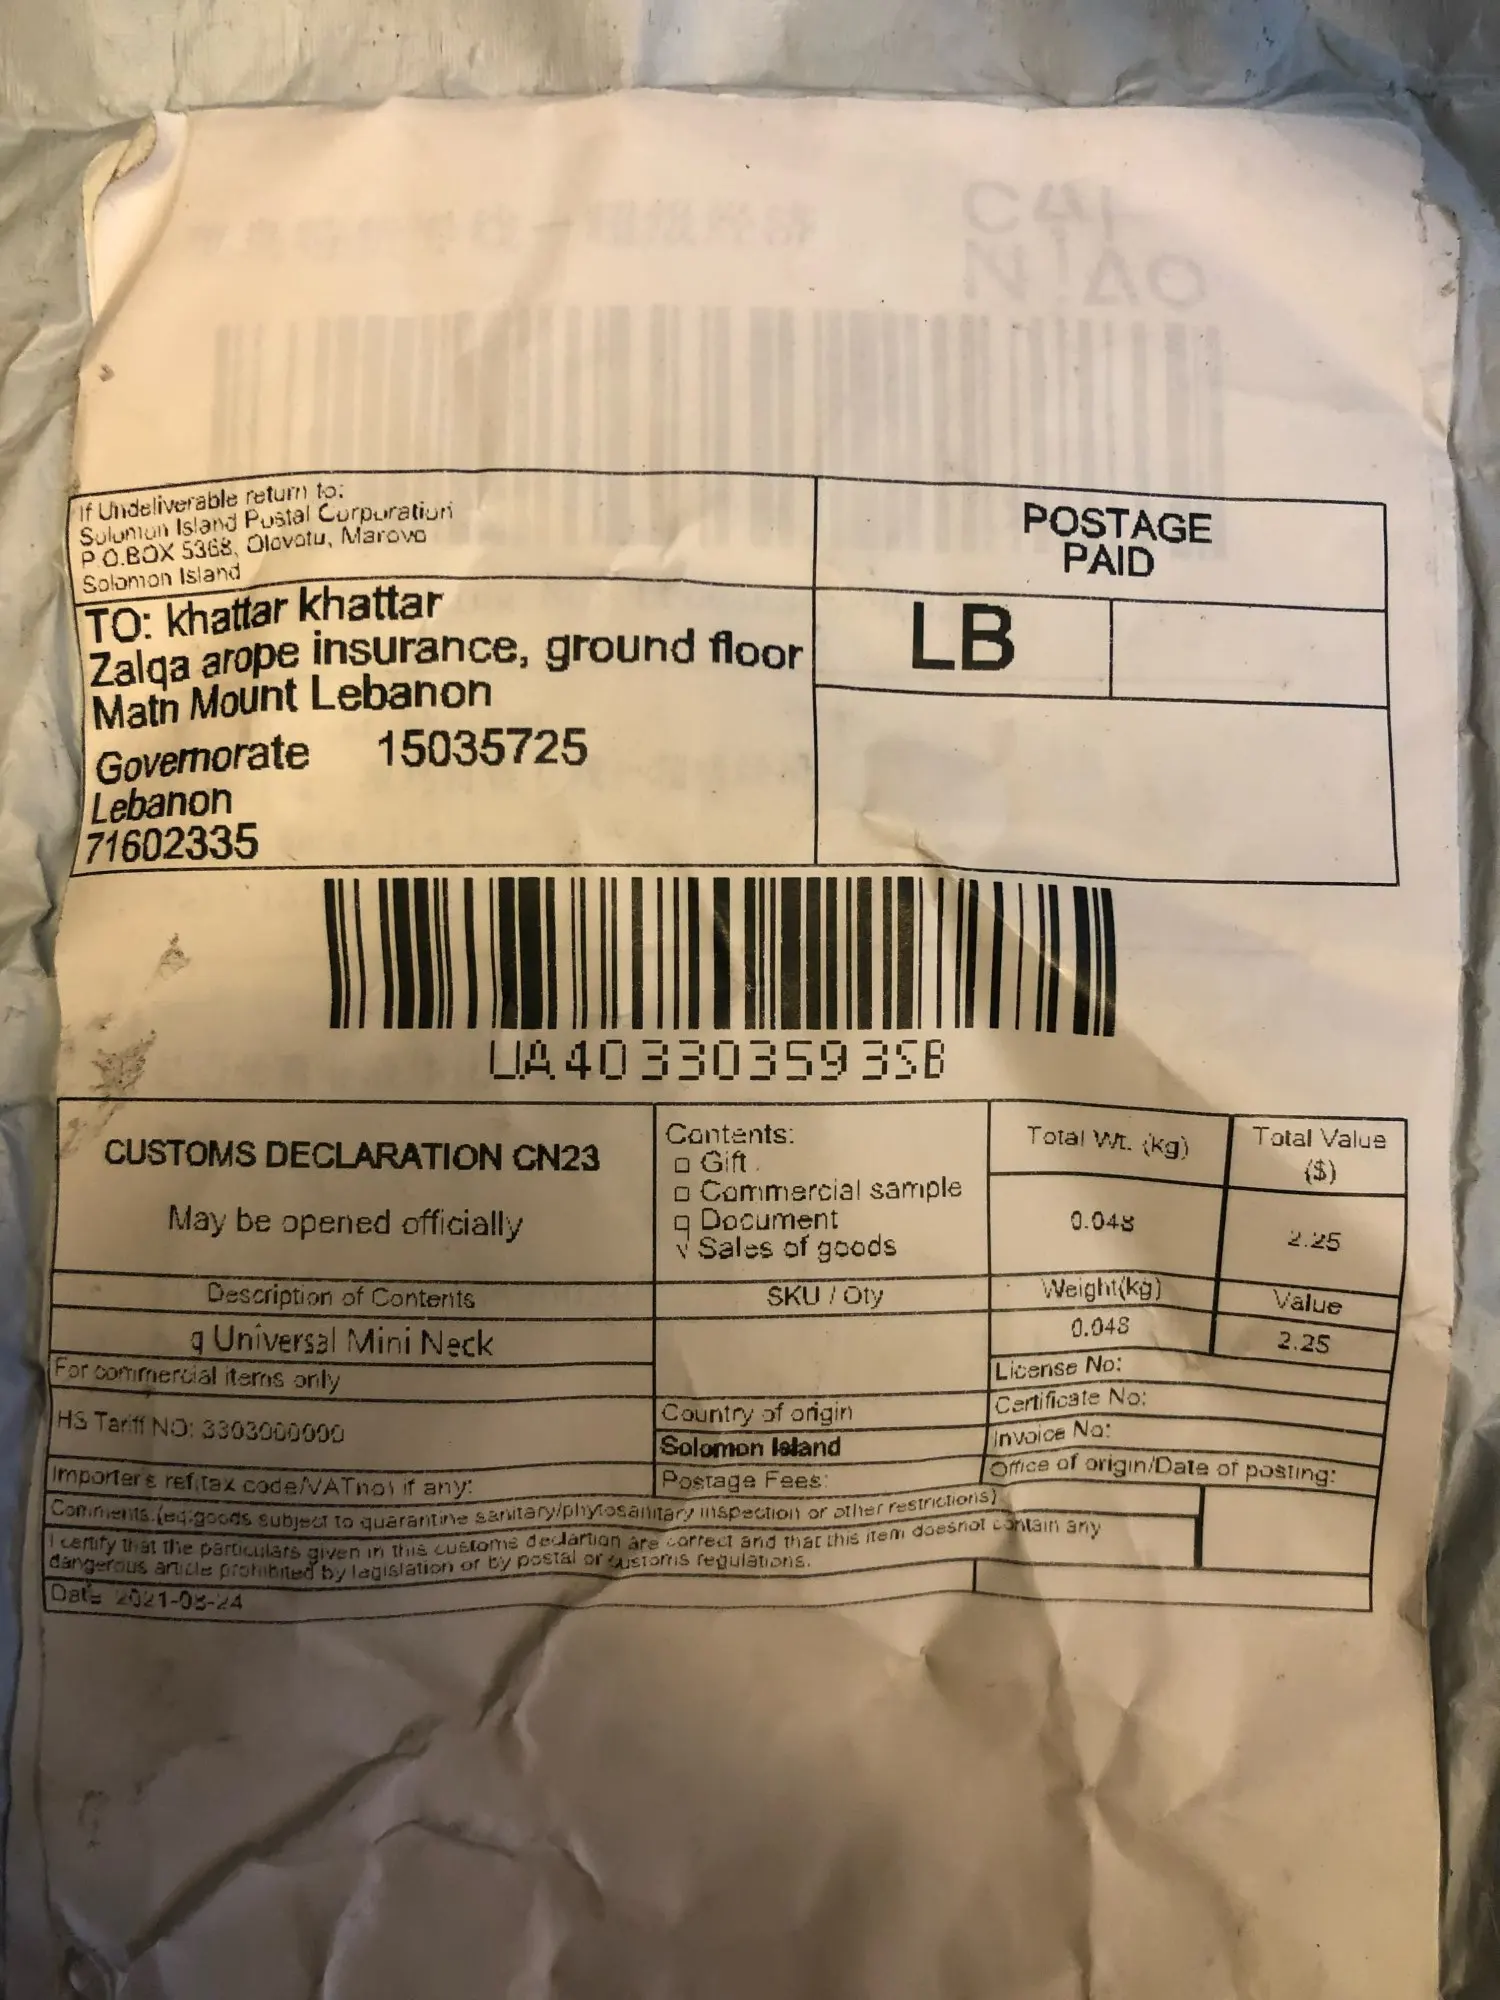 CAI
NIAO
If Undeliverable return to:
Solomon Island Postal Corporation
P.O.BOX 5368, Olovotu, Marovo
Solomon Island
POSTAGE
PAID
TO: khattar khattar
Zalqa arope insurance, ground floor
Matn Mount Lebanon
Governorate 15035725
Lebanon
71602335
LB
UA403303593SB
CUSTOMS DECLARATION CN23
May be opened officially
Contents:
□ Gift
□ Commercial sample
□ Document
√ Sales of goods
Total Wt. (kg)
Total Value
($)
0.048
2.25
Description of Contents
SKU / Qty
Weight(kg)
Value
q Universal Mini Neck
0.048
2.25
For commercial items only
License No:
HS Tariff NO: 3303000000
Country of origin
Certificate No:
Solomon Island
Invoice No:
Importer's ref(tax code/VATno) if any:
Postage Fees:
Office of origin/Date of posting:
Comments.(eq:goods subject to quarantine sanitary/phytosanitary inspection or other restrictions)
I certify that the particulars given in this customs declartion are correct and that this item doesnot contain any
dangerous article prohibited by lagislation or by postal or customs regulations.
Date 2021-08-24